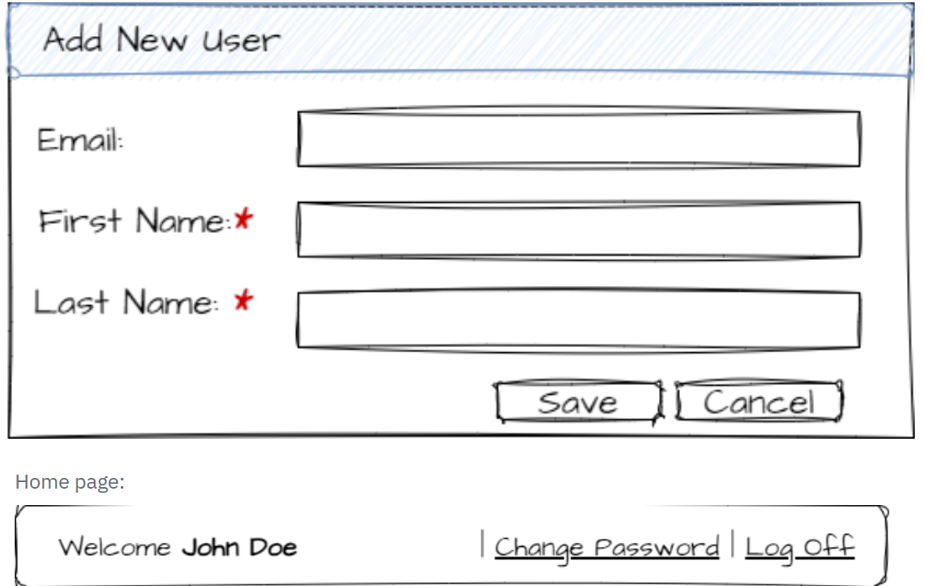 Add New User
Email:
First Name:*
Last Name: *
Save Cancel
Home page:
Welcome John Doe | Change Password | Log Off